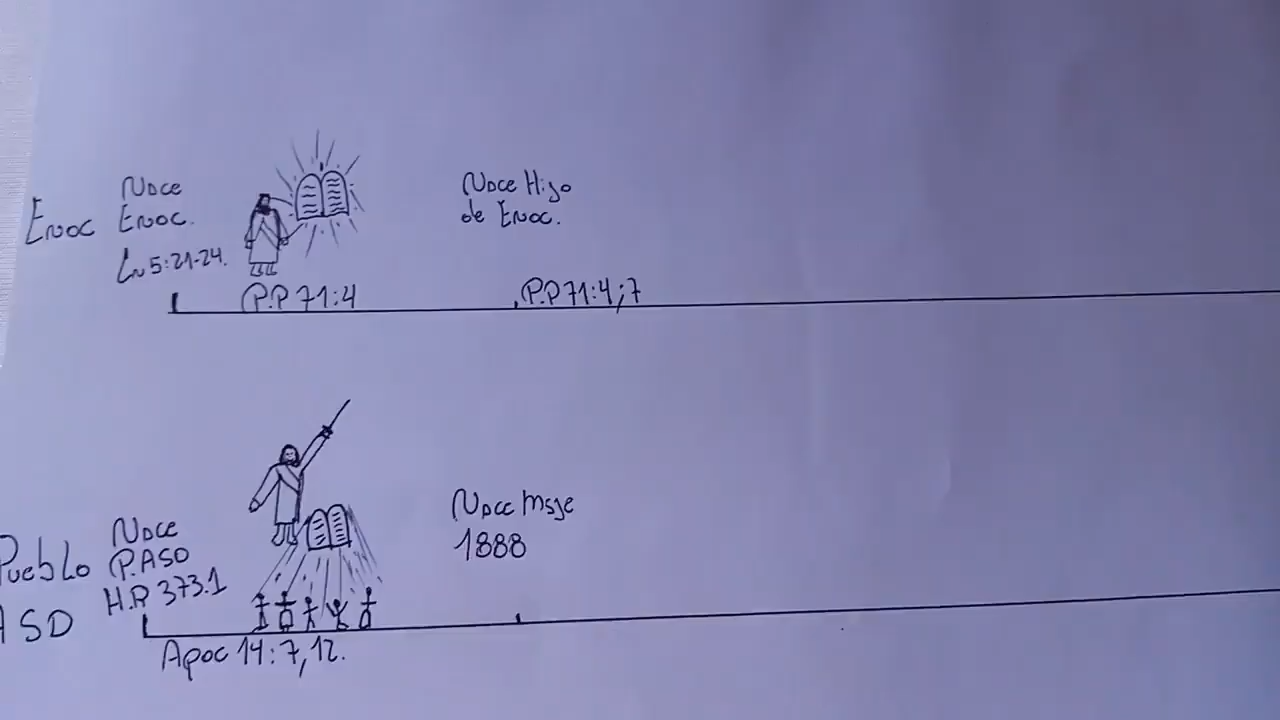 Enoc
Nace
Enoc.
Gn 5:21-24.
P.P 71:4
Nace Hijo
de Enoc.
P.P 71:4;7
Pueblo
ASD
Nace
P.ASD
H.R 373.1
Apoc 14:7,12.
Nace Msje
1888